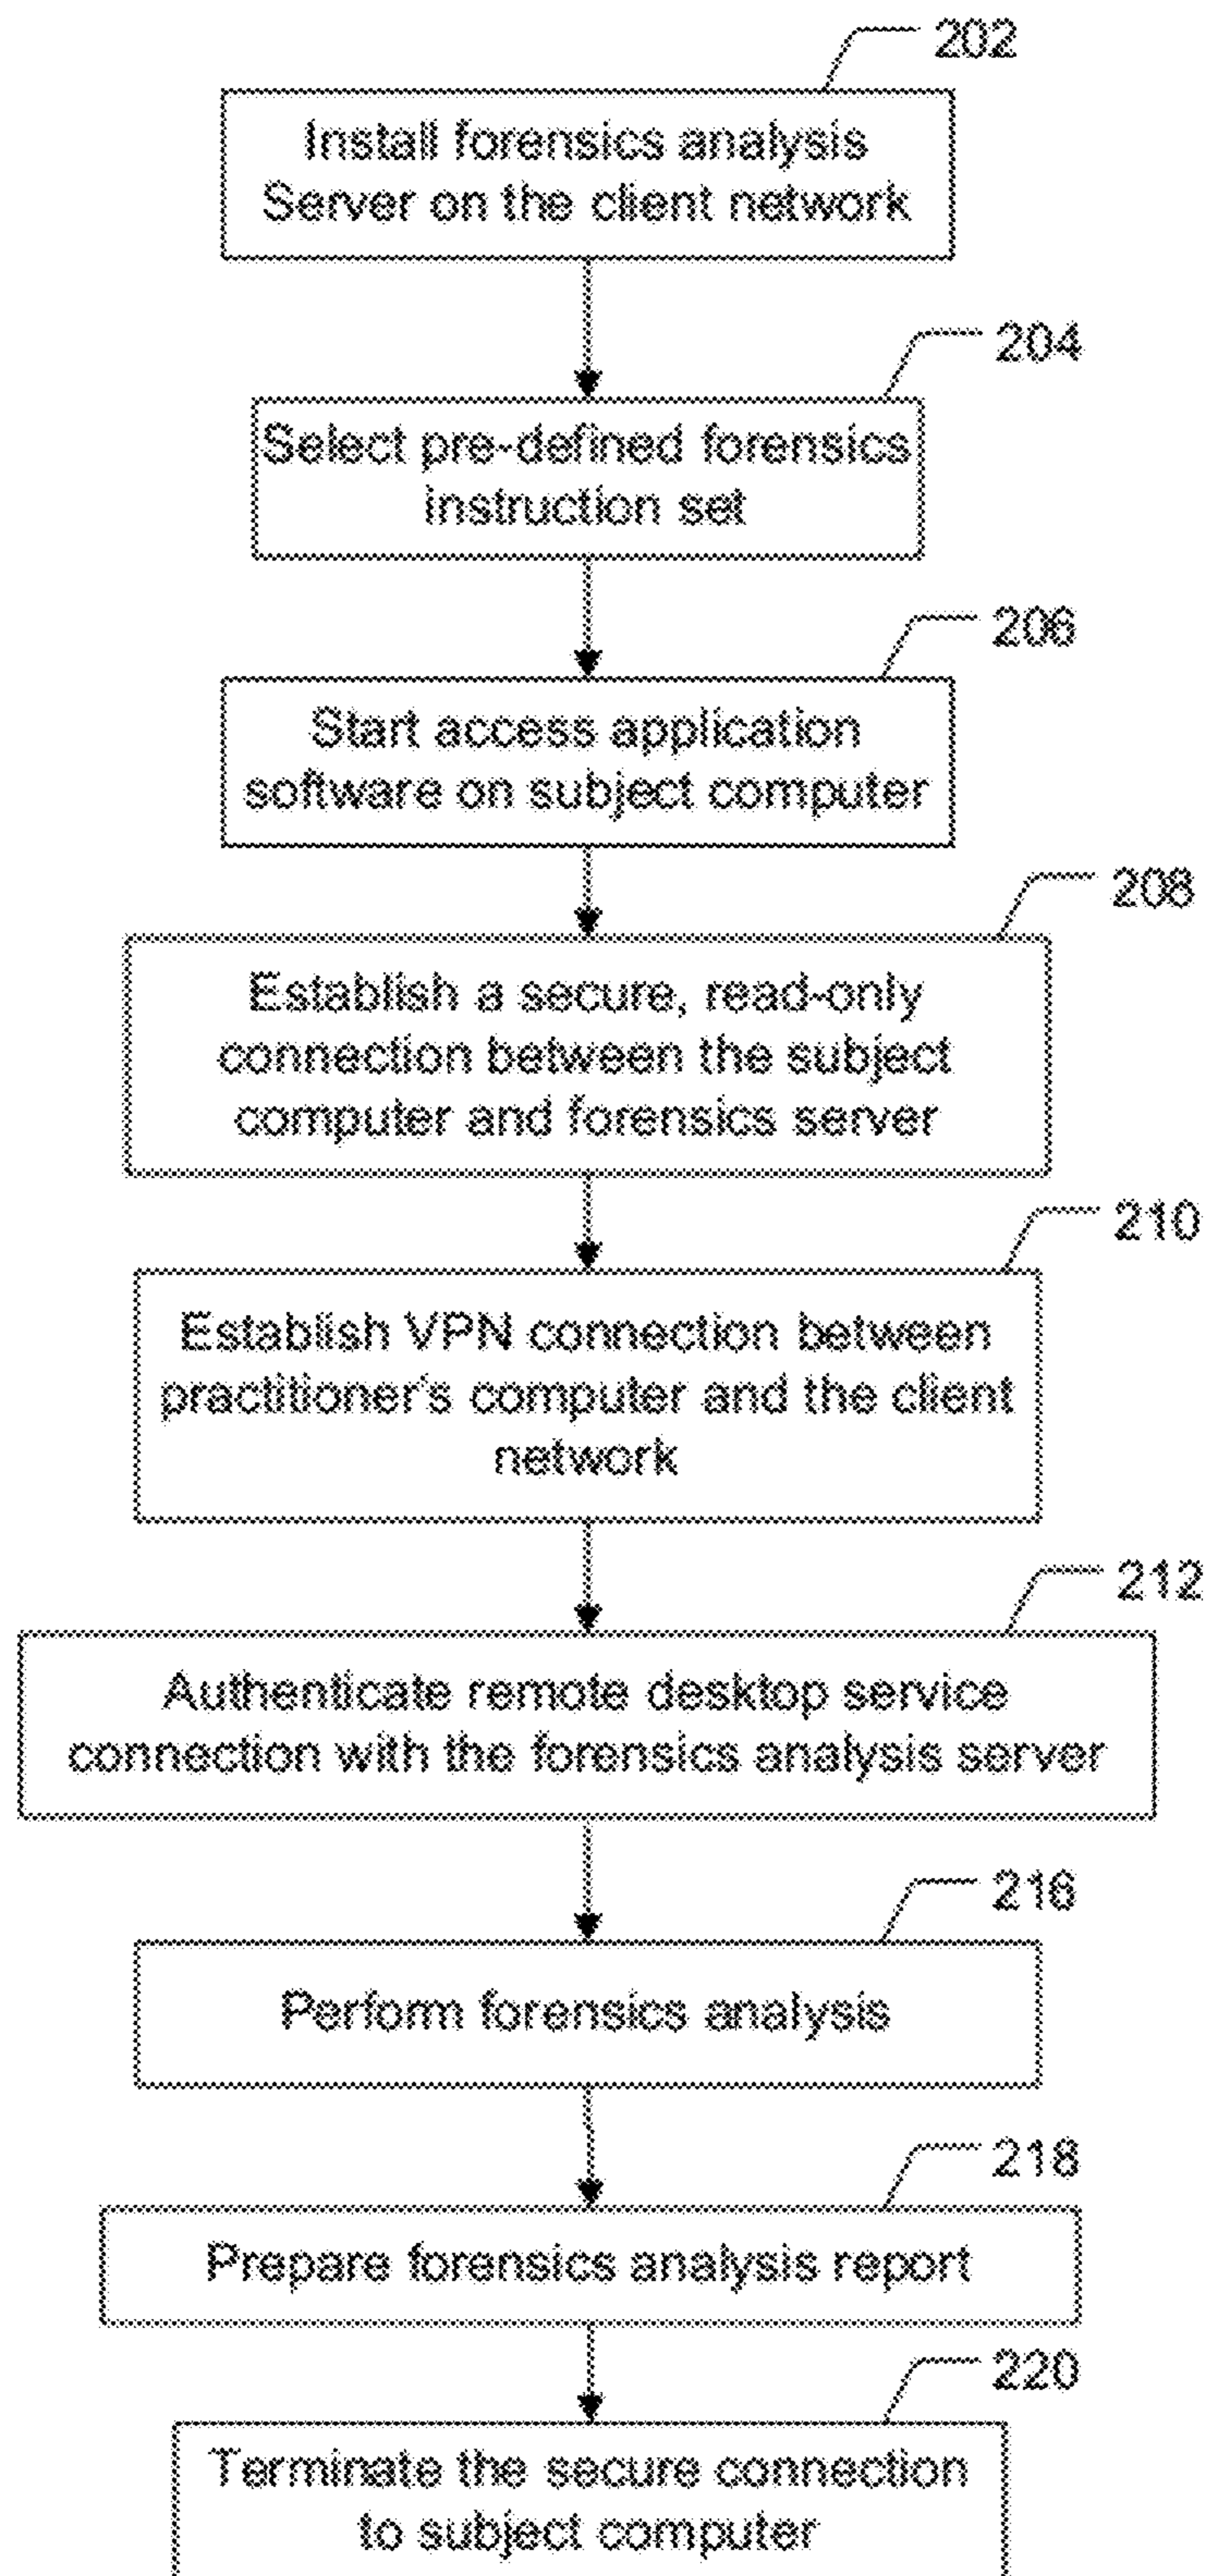 202
Install forensics analysis
Server on the client network
204
Select pre-defined forensics
instruction set
206
Start access application
software on subject computer
208
Establish a secure, read-only
connection between the subject
computer and forensics server
210
Establish VPN connection between
practitioner's computer and the client
network
212
Authenticate remote desktop service
connection with the forensics analysis server
216
Perform forensics analysis
218
Prepare forensics analysis report
220
Terminate the secure connection
to subject computer